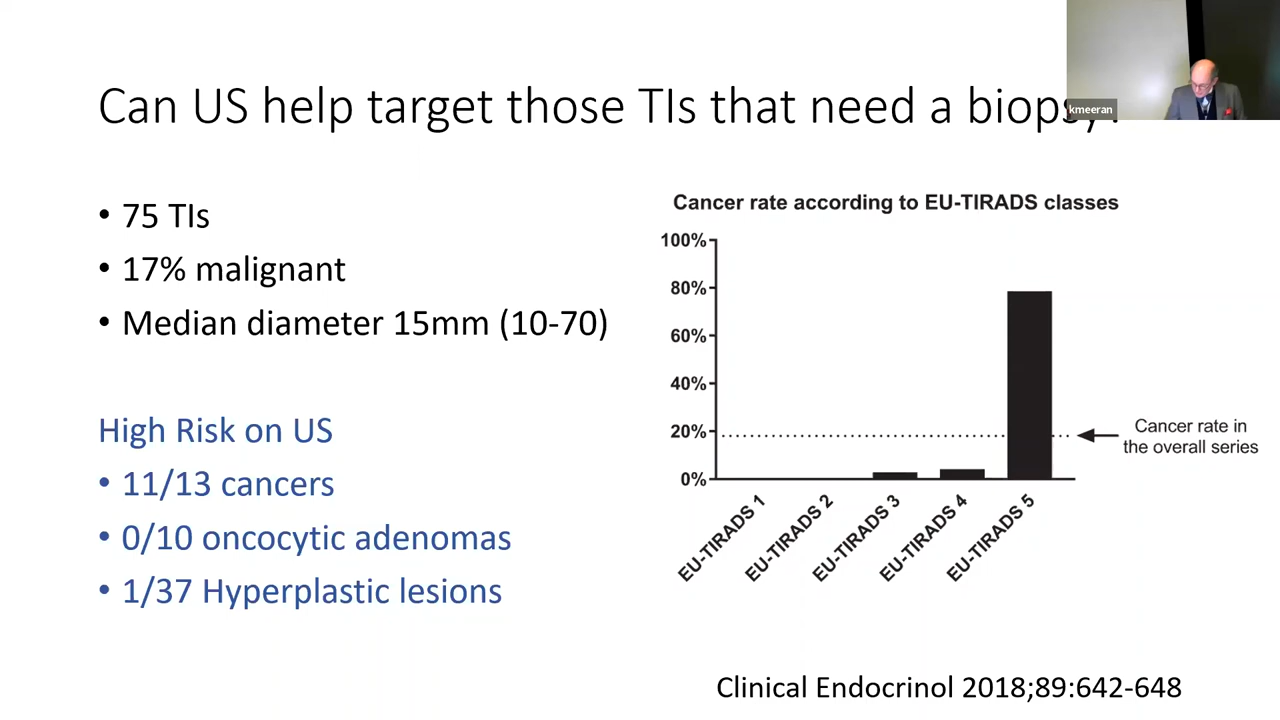 Can US help target those TIs that need a biopsy?
kmeeran
• 75 TIs
• 17% malignant
• Median diameter 15mm (10-70)
High Risk on US
• 11/13 cancers
• 0/10 oncocytic adenomas
• 1/37 Hyperplastic lesions
Cancer rate according to EU-TIRADS classes
100%
80%
60%
40%
20%
0%
Cancer rate in
the overall series
EU-TIRADS 1
EU-TIRADS 2
EU-TIRADS 3
EU-TIRADS 4
EU-TIRADS 5
Clinical Endocrinol 2018;89:642-648